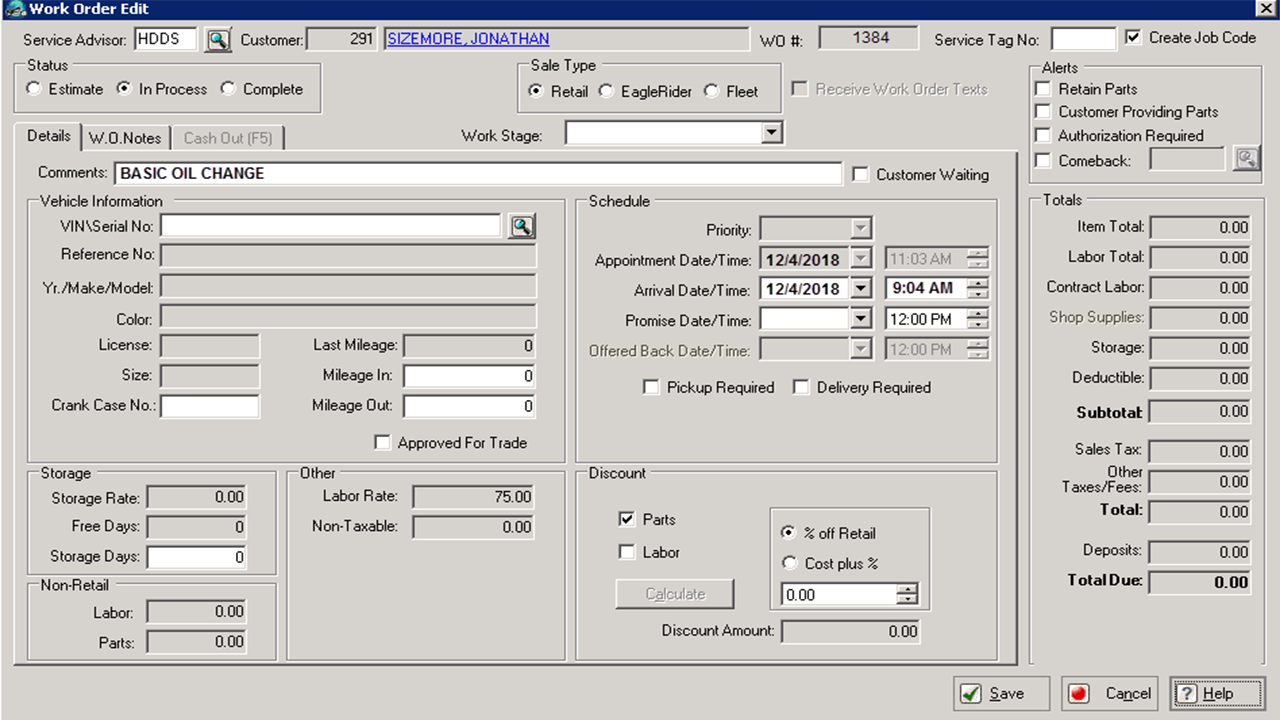 Work Order Edit
Service Advisor: HDDS Customer: 291 SIZEMORE, JONATHAN WO #: 1384 Service Tag No: Create Job Code
Status
Estimate In Process Complete
Sale Type
Retail EagleRider Fleet
Receive Work Order Texts
Alerts
Retain Parts
Customer Providing Parts
Authorization Required
Comeback:
Details W.O.Notes Cash Out (F5)
Work Stage:
Comments: BASIC OIL CHANGE Customer Waiting
Vehicle Information
VIN\Serial No:
Reference No:
Yr./Make/Model:
Color:
License: Last Mileage: 0
Size: Mileage In: 0
Crank Case No.: Mileage Out: 0
Approved For Trade
Schedule
Priority:
Appointment Date/Time: 12/4/2018 11:03 AM
Arrival Date/Time: 12/4/2018 9:04 AM
Promise Date/Time: 12:00 PM
Offered Back Date/Time: 12:00 PM
Pickup Required Delivery Required
Storage
Storage Rate: 0.00
Free Days: 0
Storage Days: 0
Non-Retail
Labor: 0.00
Parts: 0.00
Other
Labor Rate: 75.00
Non-Taxable: 0.00
Discount
Parts
Labor
% off Retail
Cost plus %
Calculate
0.00
Discount Amount: 0.00
Totals
Item Total: 0.00
Labor Total: 0.00
Contract Labor: 0.00
Shop Supplies: 0.00
Storage: 0.00
Deductible: 0.00
Subtotal: 0.00
Sales Tax: 0.00
Other
Taxes/Fees: 0.00
Total: 0.00
Deposits: 0.00
Total Due: 0.00
Save Cancel Help